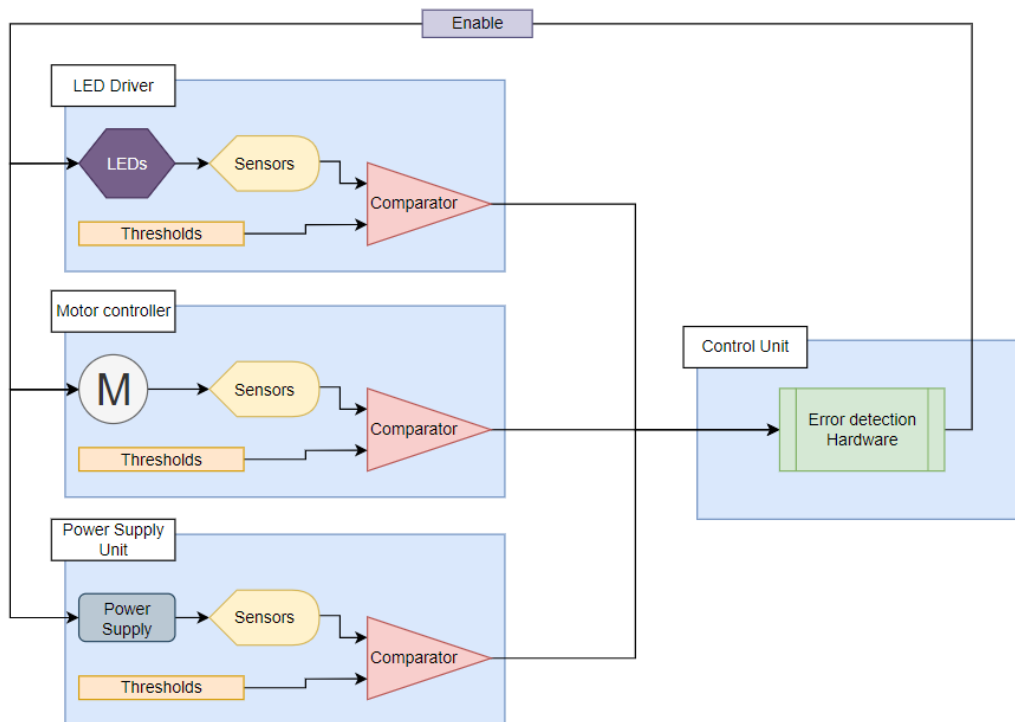 Enable
LED Driver
LEDs
Sensors
Comparator
Thresholds
Motor controller
M
Sensors
Comparator
Thresholds
Control Unit
Error detection
Hardware
Power Supply
Unit
Power
Supply
Sensors
Comparator
Thresholds